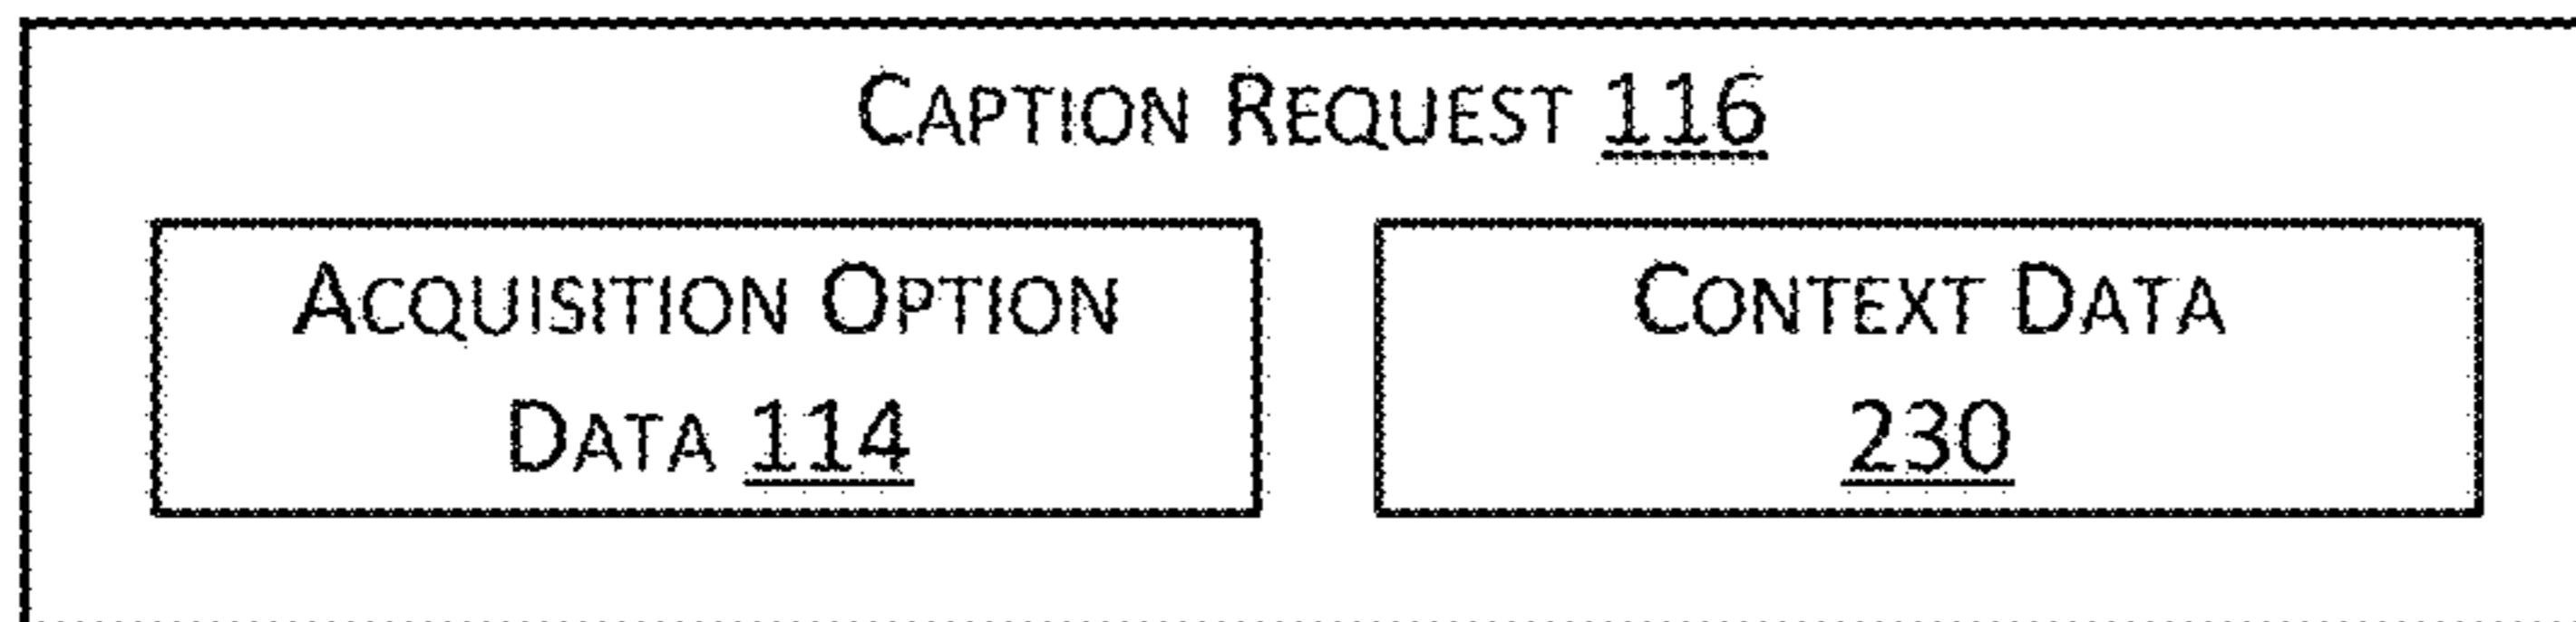 CAPTION REQUEST 116
ACQUISITION OPTION
DATA 114
CONTEXT DATA
230